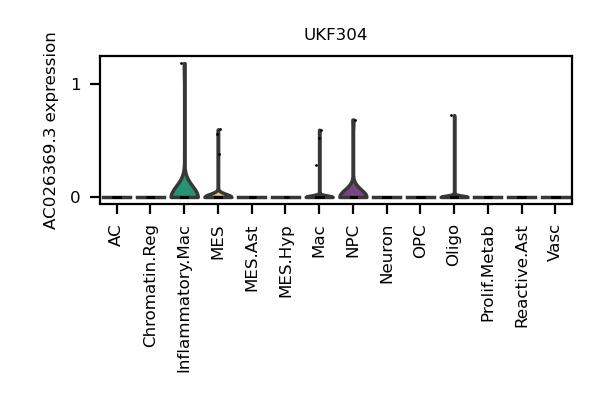 UKF304
AC026369.3 expression
1
0
AC
Chromatin.Reg
Inflammatory.Mac
MES
MES.Ast
MES.Hyp
Mac
NPC
Neuron
OPC
Oligo
Prolif.Metab
Reactive.Ast
Vasc